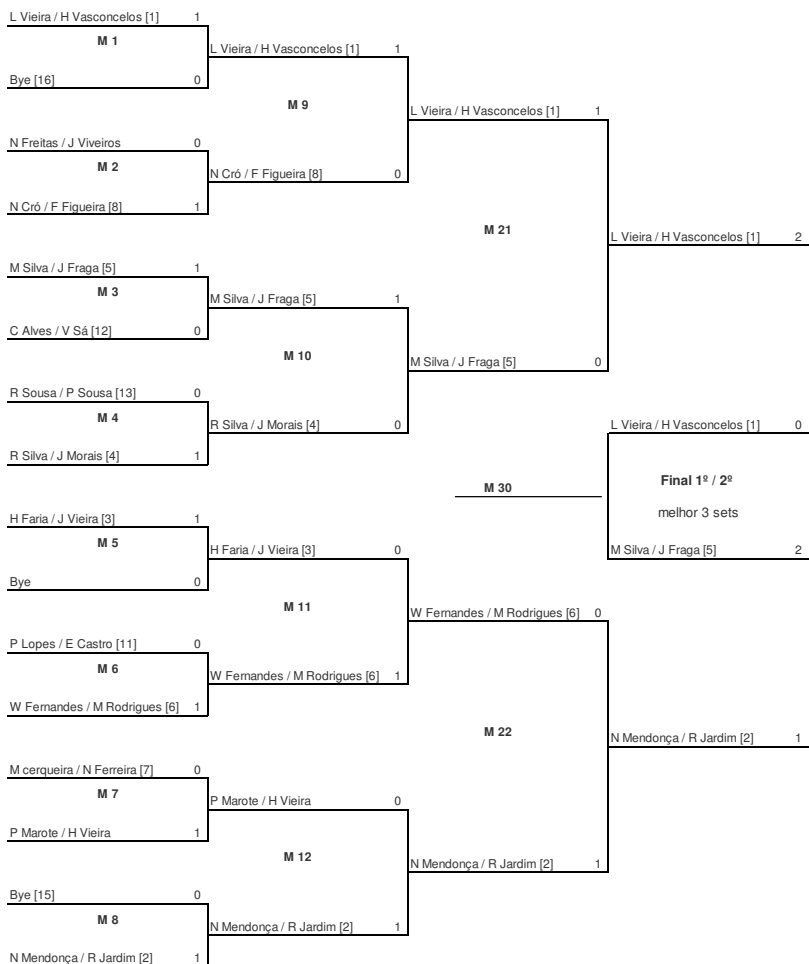 L Vieira / H Vasconcelos [1] 1
M 1
L Vieira / H Vasconcelos [1] 1
Bye [16] 0
M 9
L Vieira / H Vasconcelos [1] 1
N Freitas / J Viveiros 0
M 2
N Cró / F Figueira [8] 0
N Cró / F Figueira [8] 1
M 21
L Vieira / H Vasconcelos [1] 2
M Silva / J Fraga [5] 1
M 3
M Silva / J Fraga [5] 1
C Alves / V Sá [12] 0
M 10
M Silva / J Fraga [5] 0
R Sousa / P Sousa [13] 0
M 4
R Silva / J Morais [4] 0
L Vieira / H Vasconcelos [1] 0
R Silva / J Morais [4] 1
M 30
Final 1º / 2º
melhor 3 sets
H Faria / J Vieira [3] 1
M 5
H Faria / J Vieira [3] 0
M Silva / J Fraga [5] 2
Bye 0
M 11
W Fernandes / M Rodrigues [6] 0
P Lopes / E Castro [11] 0
M 6
W Fernandes / M Rodrigues [6] 1
W Fernandes / M Rodrigues [6] 1
M 22
N Mendonça / R Jardim [2] 1
M cerqueira / N Ferreira [7] 0
M 7
P Marote / H Vieira 0
P Marote / H Vieira 1
M 12
N Mendonça / R Jardim [2] 1
Bye [15] 0
M 8
N Mendonça / R Jardim [2] 1
N Mendonça / R Jardim [2] 1